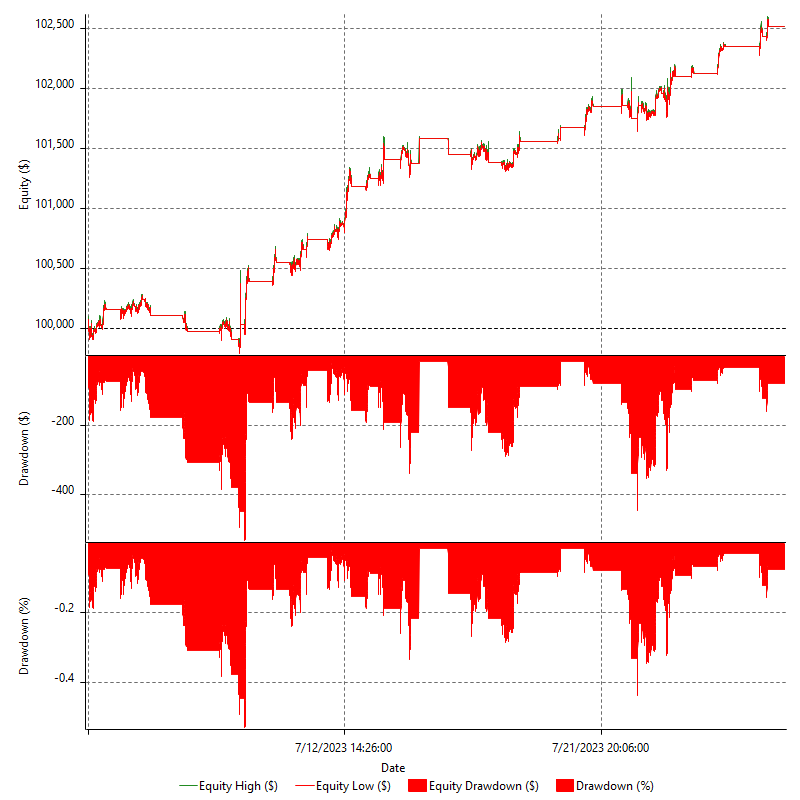 102,500
102,000
101,500
101,000
100,500
100,000
Equity ($)
-200
-400
Drawdown ($)
-0.2
-0.4
Drawdown (%)
7/12/2023 14:26:00
7/21/2023 20:06:00
Date
Equity High ($)
Equity Low ($)
Equity Drawdown ($)
Drawdown (%)